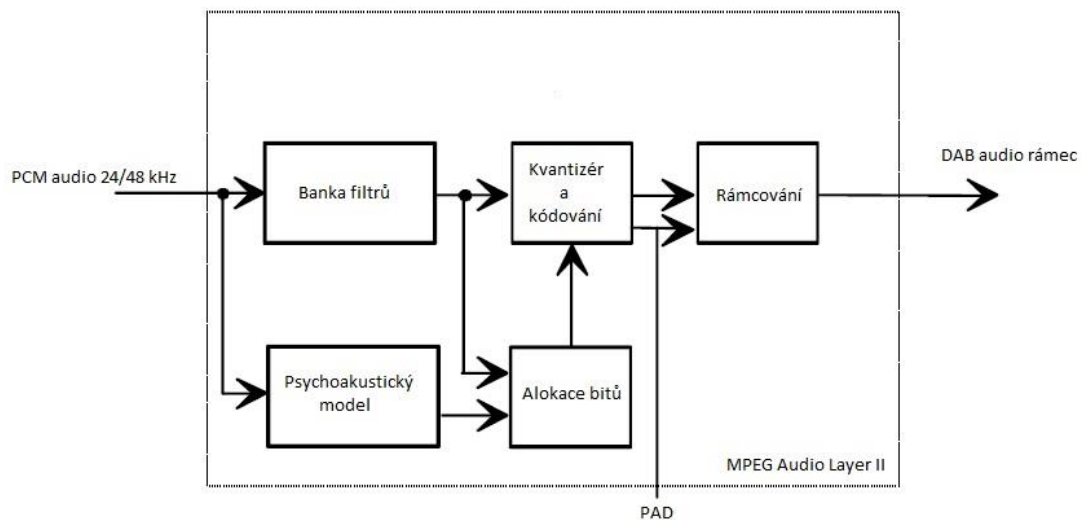 PCM audio 24/48 kHz
Banka filtrů
Kvantizér
a
kódování
Rámcování
DAB audio rámec
Psychoakustický
model
Alokace bitů
MPEG Audio Layer II
PAD